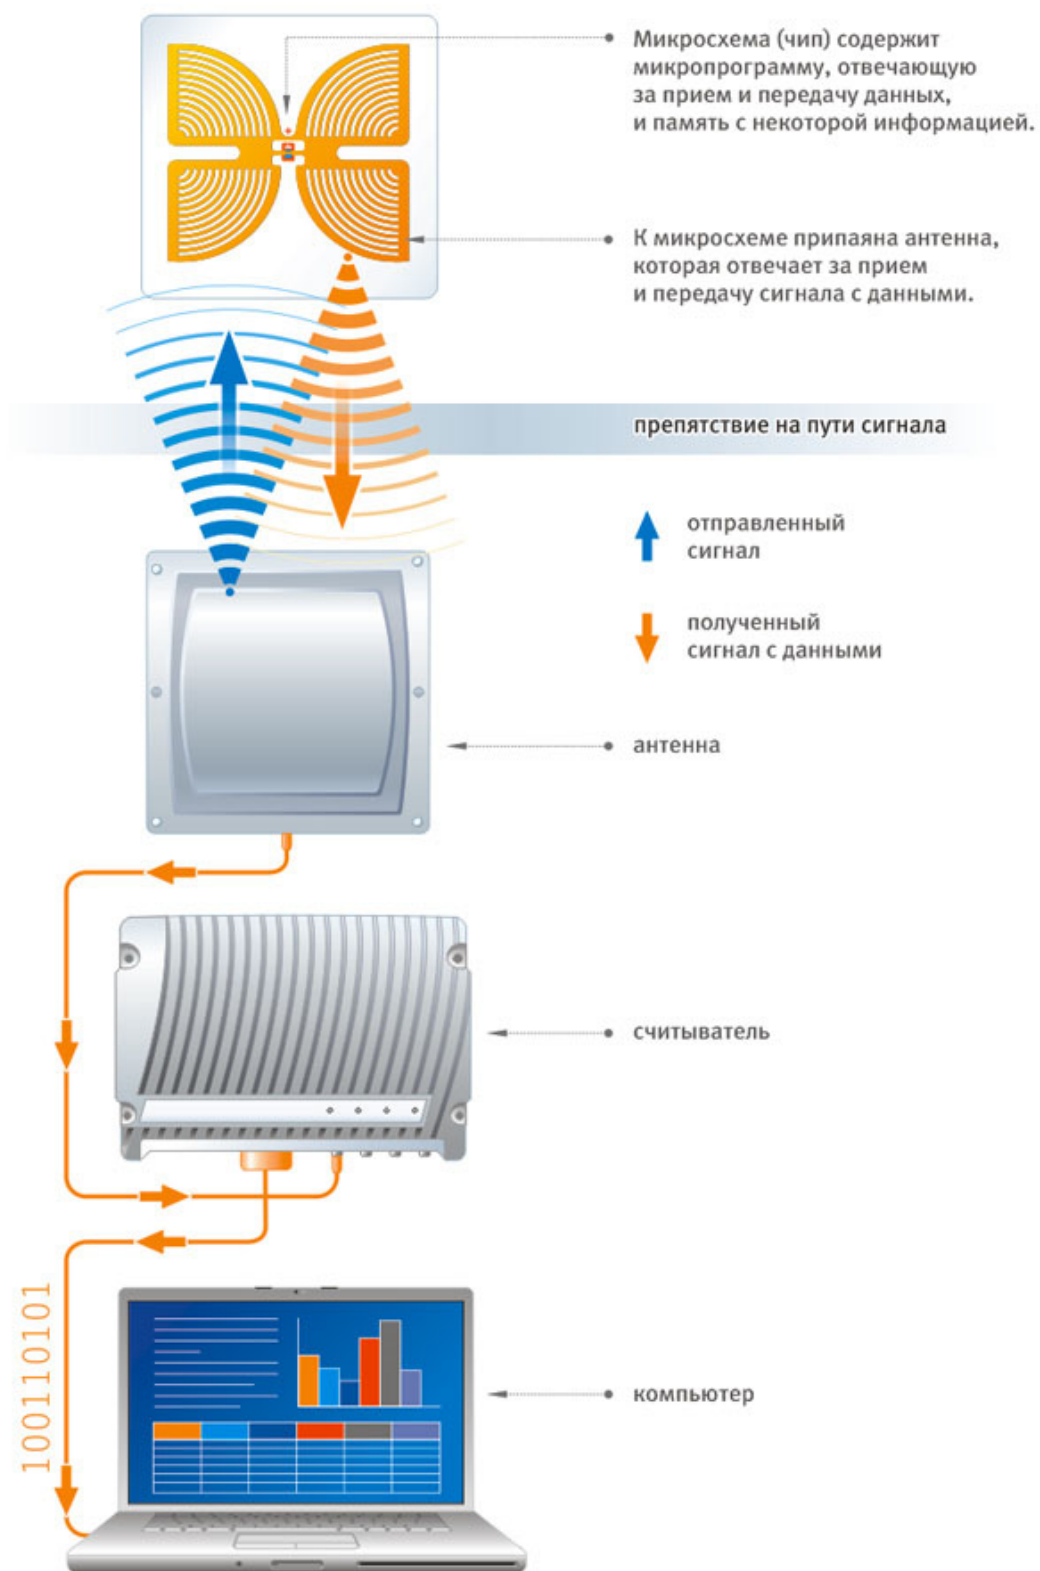 Микросхема (чип) содержит
микропрограмму, отвечающую
за прием и передачу данных,
и память с некоторой информацией.
К микросхеме припаяна антенна,
которая отвечает за прием
и передачу сигнала с данными.
препятствие на пути сигнала
отправленный
сигнал
полученный
сигнал с данными
антенна
считыватель
компьютер
100110101